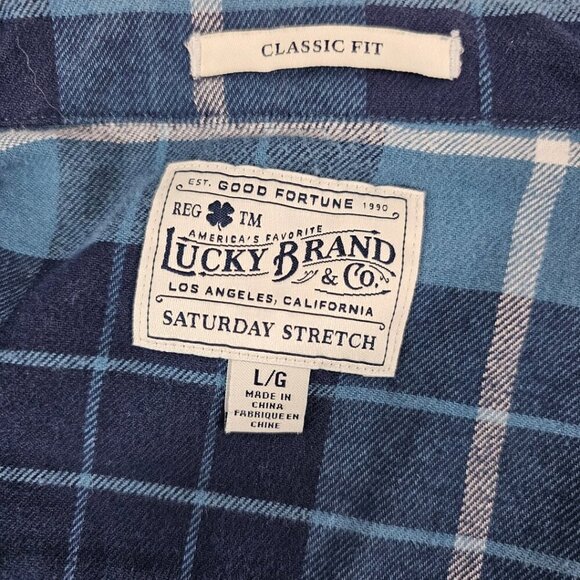 CLASSIC FIT
EST. GOOD FORTUNE 1990
REG TM
AMERICA'S FAVORITE
LUCKY BRAND
& CO.
LOS ANGELES, CALIFORNIA
SATURDAY STRETCH
L/G
MADE IN
CHINA
FABRIQUE EN
CHINE